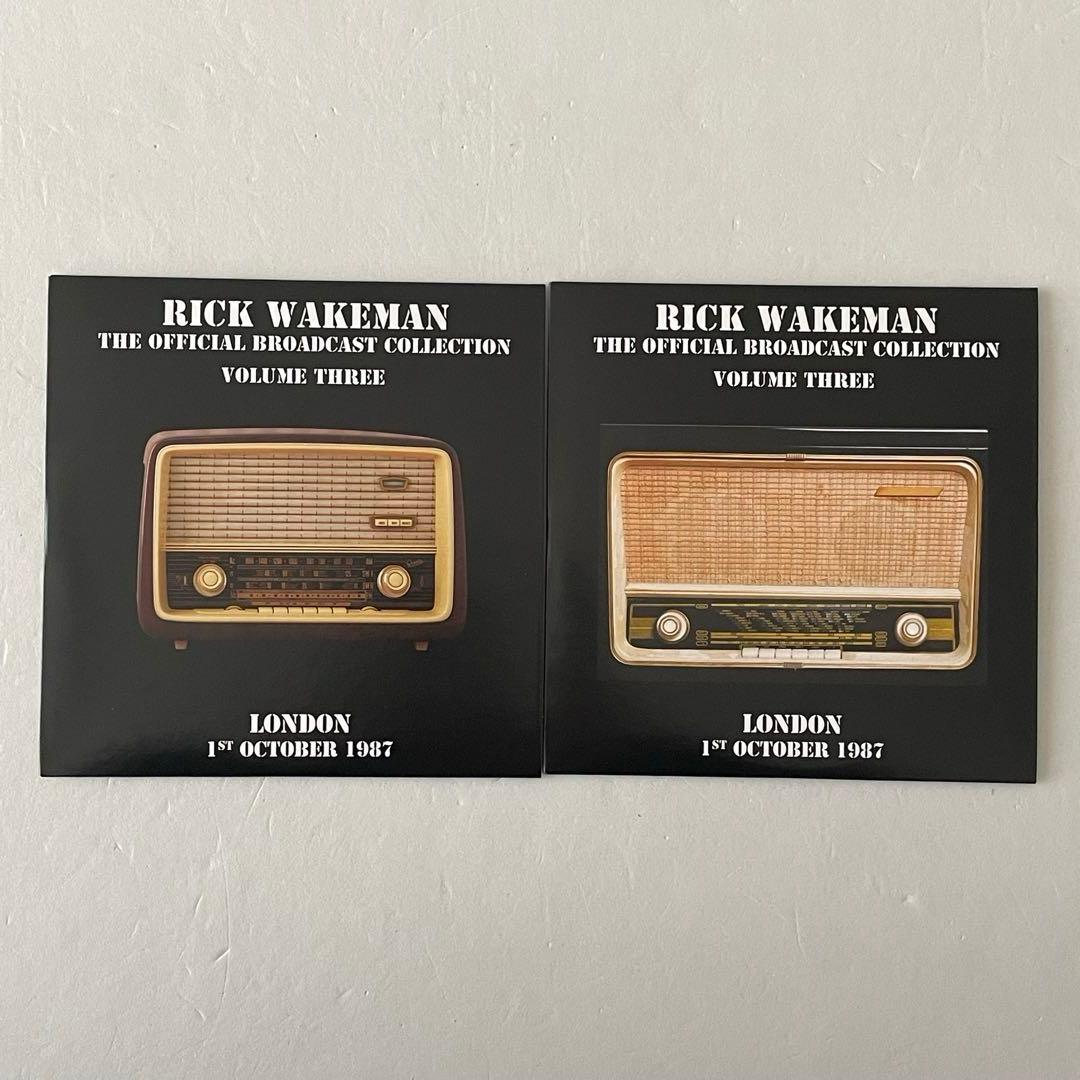 RICK WAKEMAN
THE OFFICIAL BROADCAST COLLECTION
VOLUME THREE
LONDON
1ST OCTOBER 1987
RICK WAKEMAN
THE OFFICIAL BROADCAST COLLECTION
VOLUME THREE
LONDON
1ST OCTOBER 1987